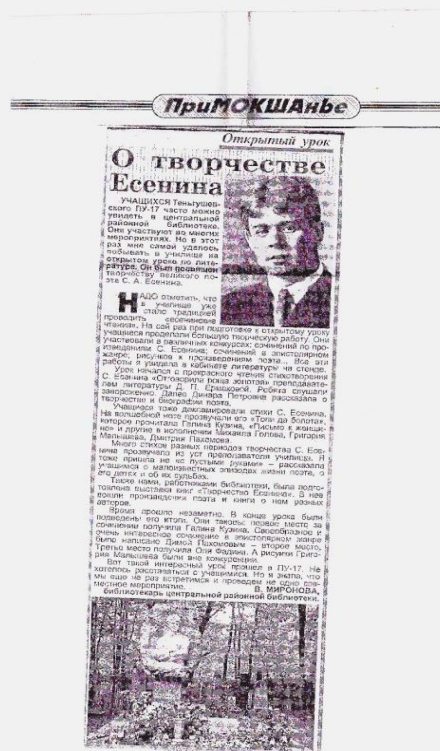 ПриМОКШАнЬе
Открытый урок
О творчестве
Есенина
УЧАЩИХСЯ Теньгушев-
ского ПУ-17 часто можно
увидеть в центральной
районной библиотеке.
Они участвуют во многих
мероприятиях. Но в этот
раз мне самой удалось
побывать в училище на
открытом уроке по лите-
ратуре. Он был посвящен
творчеству великого по-
эта С. А. Есенина.
НАДО отметить, что
в училище уже
стало традицией
проводить
чтения». На сей раз при подготовке к открытому уроку
учащиеся проделали большую творческую работу. Они
участвовали в различных конкурсах: сочинений по про-
изведениям С. Есенина; сочинений в эпистолярном
жанре; рисунков к произведениям поэта... Все эти
работы я увидела в кабинете литературы на стенде.
Урок начался с прекрасного чтения стихотворения
С. Есенина «Отговорила роща золотая» преподавате-
лем литературы Д. П. Ермаковой. Ребята слушали
завороженно. Далее Динара Петровна рассказала о
творчестве и биографии поэта.
Учащиеся тоже декламировали стихи С. Есенина.
На волшебной ноте прозвучали его «Топи да болота»,
которое прочитала Галина Кузина, «Письмо к женщи-
не» и другие в исполнении Михаила Голова, Григория
Малышева, Дмитрия Пахомова.
Много стихов разных периодов творчества С. Есе-
нина прозвучало из уст преподавателя училища. Я
тоже пришла не «с пустыми руками» – рассказала
учащимся о малоизвестных эпизодах жизни поэта, о
его детях и об их судьбах.
Также нами, работниками библиотеки, была подго-
товлена выставка книг «Творчество Есенина». В нее
вошли произведения поэта и книги о нем разных
авторов.
Время прошло незаметно. В конце урока были
подведены его итоги. Они таковы: первое место за
сочинение получила Галина Кузина. Своеобразное и
очень интересное сочинение в эпистолярном жанре
было написано Димой Пахомовым – второе место.
Третье место получила Оля Фадина. А рисунки Григо-
рия Малышева были вне конкуренции.
Вот такой интересный урок прошел в ПУ-17. Не
хотелось расставаться с учащимися. Но я знала, что
мы еще не раз встретимся и проведем не одно сов-
местное мероприятие.
В. МИРОНОВА,
библиотекарь центральной районной библиотеки.